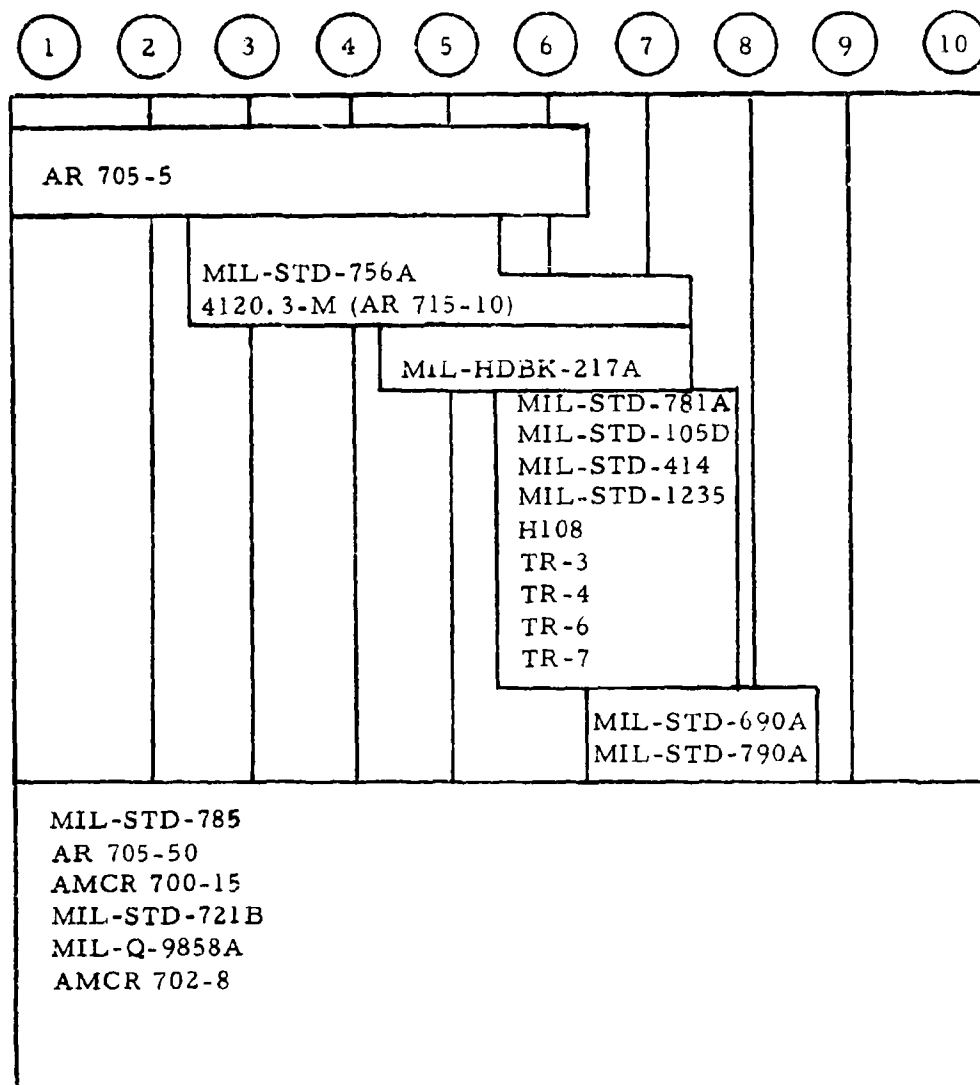 1 2 3 4 5 6 7 8 9 10
AR 705-5
MIL-STD-756A
4120.3-M (AR 715-10)
MIL-HDBK-217A
MIL-STD-781A
MIL-STD-105D
MIL-STD-414
MIL-STD-1235
H108
TR-3
TR-4
TR-6
TR-7
MIL-STD-690A
MIL-STD-790A
MIL-STD-785
AR 705-50
AMCR 700-15
MIL-STD-721B
MIL-Q-9858A
AMCR 702-8